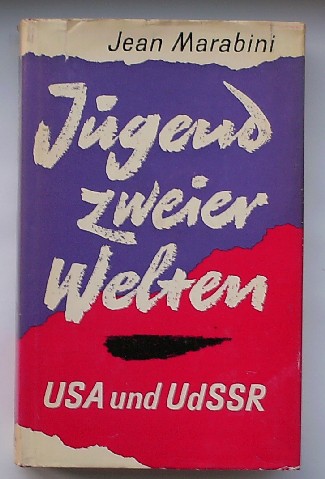 Jean Marabini
Jugend
zweier
Welten
USA und UdSSR